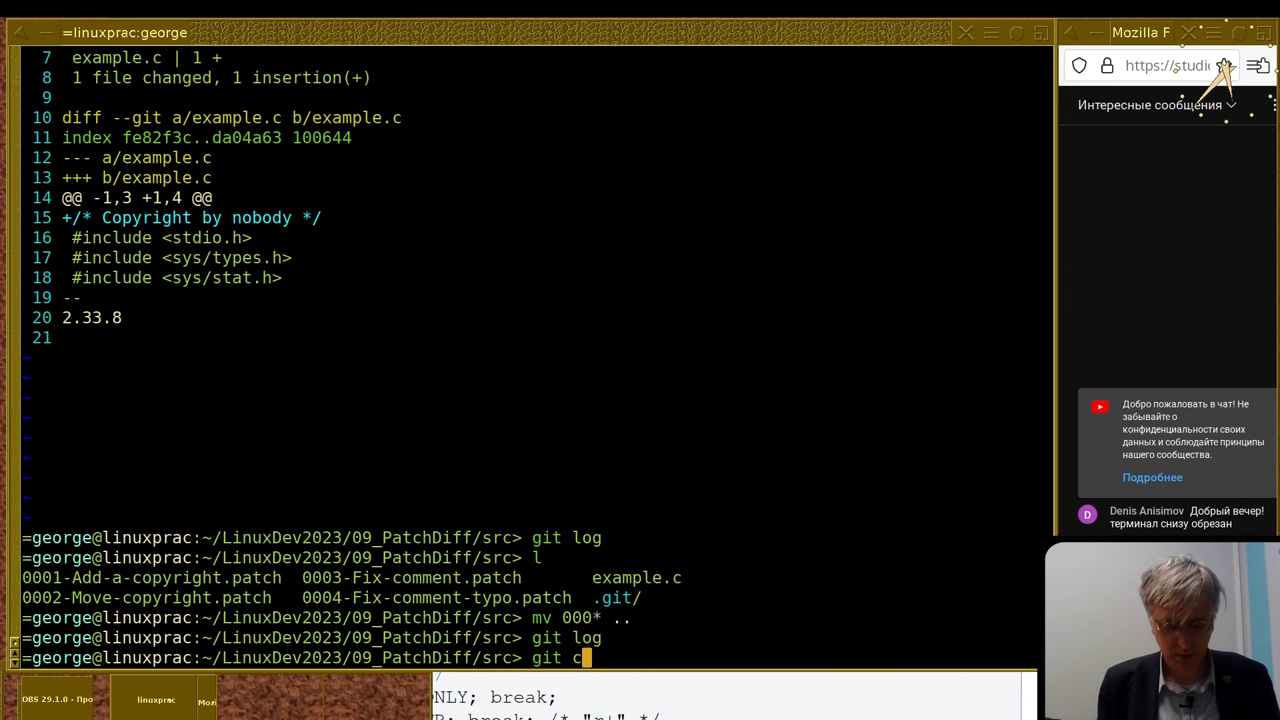 =linuxprac:george
7 example.c | 1 +
8 1 file changed, 1 insertion(+)
9
10 diff --git a/example.c b/example.c
11 index fe82f3c..da04a63 100644
12 --- a/example.c
13 +++ b/example.c
14 @@ -1,3 +1,4 @@
15 +/* Copyright by nobody */
16 #include <stdio.h>
17 #include <sys/types.h>
18 #include <sys/stat.h>
19 --
20 2.33.8
21
~
~
~
~
~
~
~
~
~
=george@linuxprac:~/LinuxDev2023/09_PatchDiff/src> git log
=george@linuxprac:~/LinuxDev2023/09_PatchDiff/src> l
0001-Add-a-copyright.patch 0003-Fix-comment.patch example.c
0002-Move-copyright.patch 0004-Fix-comment-typo.patch .git/
=george@linuxprac:~/LinuxDev2023/09_PatchDiff/src> mv 000* ..
=george@linuxprac:~/LinuxDev2023/09_PatchDiff/src> git log
=george@linuxprac:~/LinuxDev2023/09_PatchDiff/src> git c
Mozilla F
https://studi
Интересные сообщения
Добро пожаловать в чат! Не
забывайте о
конфиденциальности своих
данных и соблюдайте принципы
нашего сообщества.
Подробнее
D
Denis Anisimov Добрый вечер!
терминал снизу обрезан
DBS 29.1.0 - Про
linuxprac
Mozi
NLY; break;
break; /* "r+" */